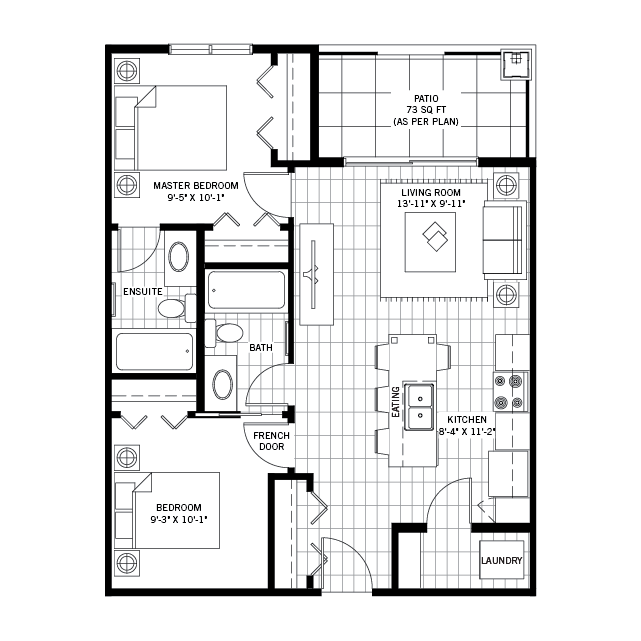 PATIO
73 SQ FT
(AS PER PLAN)
MASTER BEDROOM
9'-5" X 10'-1"
LIVING ROOM
13'-11" X 9'-11"
ENSUITE
BATH
EATING
KITCHEN
8'-4" X 11'-2"
FRENCH
DOOR
BEDROOM
9'-3" X 10'-1"
LAUNDRY